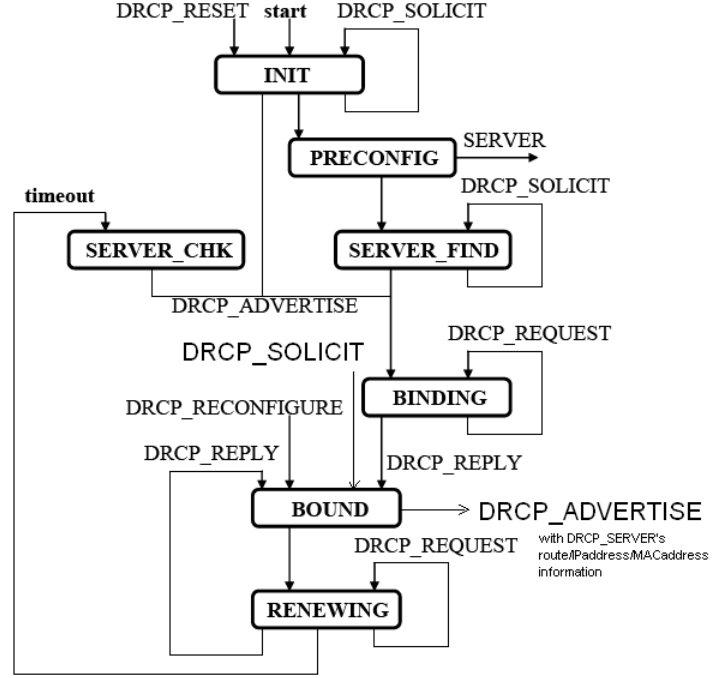 DRCP_RESET
start
DRCP_SOLICIT
INIT
SERVER
PRECONFIG
DRCP_SOLICIT
timeout
SERVER_CHK
SERVER_FIND
DRCP_ADVERTISE
DRCP_REQUEST
DRCP_SOLICIT
BINDING
DRCP_RECONFIGURE
DRCP_REPLY
DRCP_REPLY
BOUND
DRCP_ADVERTISE
with DRCP_SERVER's
route/IPaddress/MACaddress
information
DRCP_REQUEST
RENEWING